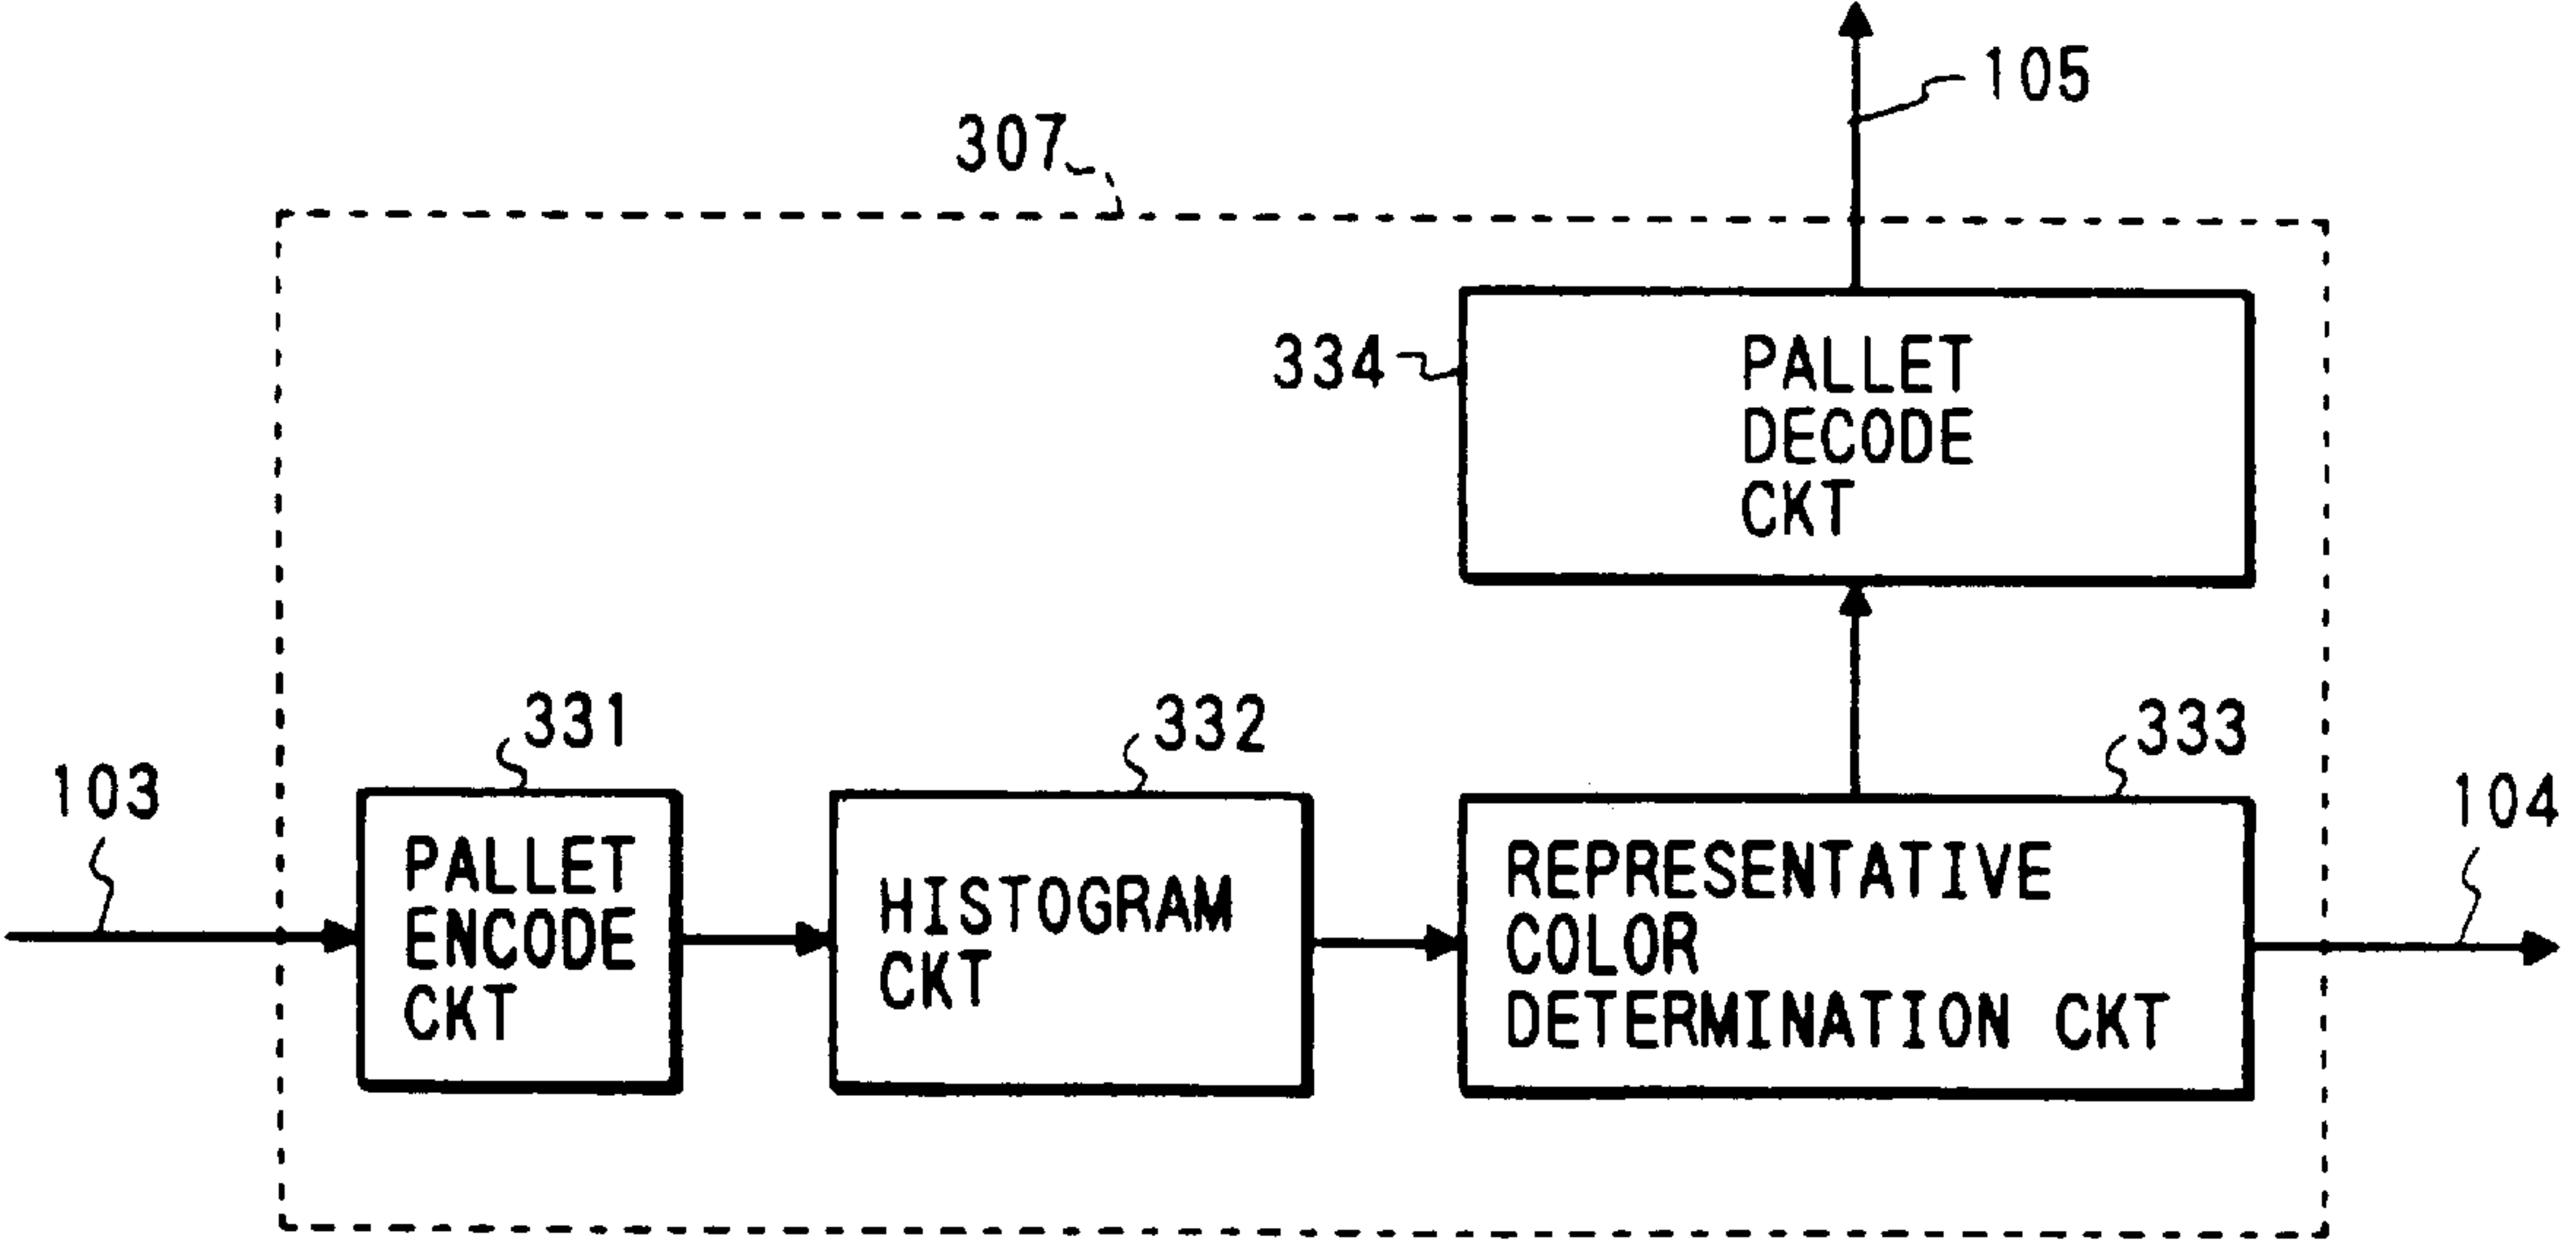 105
307
334
PALLET
DECODE
CKT
331
332
333
103
104
PALLET
ENCODE
CKT
HISTOGRAM
CKT
REPRESENTATIVE
COLOR
DETERMINATION CKT